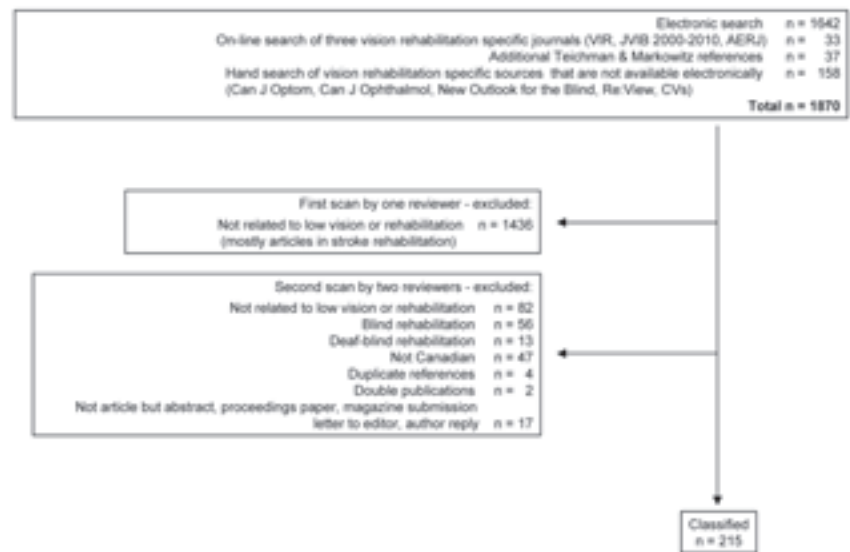 Electronic search n = 1642
On-line search of three vision rehabilitation specific journals (VIR, JVIB 2000-2010, AERJ) n = 33
Additional Teichman & Markowitz references n = 37
Hand search of vision rehabilitation specific sources that are not available electronically n = 158
(Can J Optom, Can J Ophthalmol, New Outlook for the Blind, Re:View, CVs)
Total n = 1870
First scan by one reviewer - excluded:
Not related to low vision or rehabilitation n = 1436
(mostly articles in stroke rehabilitation)
Second scan by two reviewers - excluded:
Not related to low vision or rehabilitation n = 82
Blind rehabilitation n = 56
Deaf-blind rehabilitation n = 13
Not Canadian n = 47
Duplicate references n = 4
Double publications n = 2
Not article but abstract, proceedings paper, magazine submission
letter to editor, author reply n = 17
Classified
n = 215